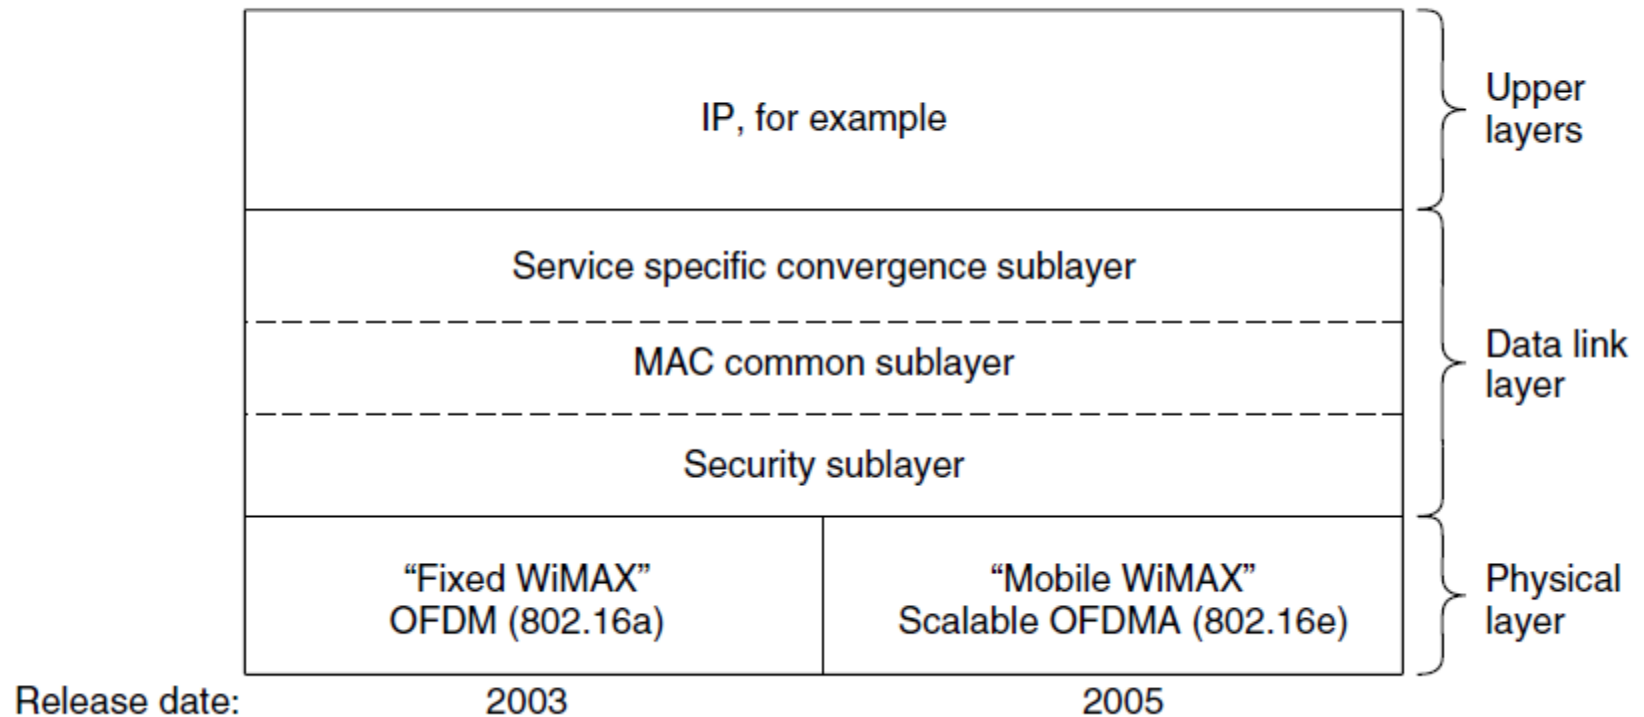 IP, for example
Upper
layers
Service specific convergence sublayer
MAC common sublayer
Data link
layer
Security sublayer
“Fixed WiMAX”
OFDM (802.16a)
“Mobile WiMAX”
Scalable OFDMA (802.16e)
Physical
layer
Release date:
2003
2005